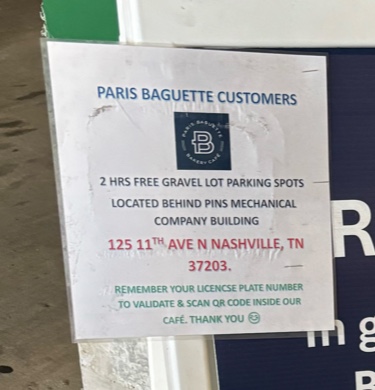 PARIS BAGUETTE CUSTOMERS
PARIS BAGUETTE
B
BAKERY CAFÉ
2 HRS FREE GRAVEL LOT PARKING SPOTS
LOCATED BEHIND PINS MECHANICAL
COMPANY BUILDING
125 11TH AVE N NASHVILLE, TN
37203.
REMEMBER YOUR LICENCSE PLATE NUMBER
TO VALIDATE & SCAN QR CODE INSIDE OUR
CAFÉ. THANK YOU ☺
R